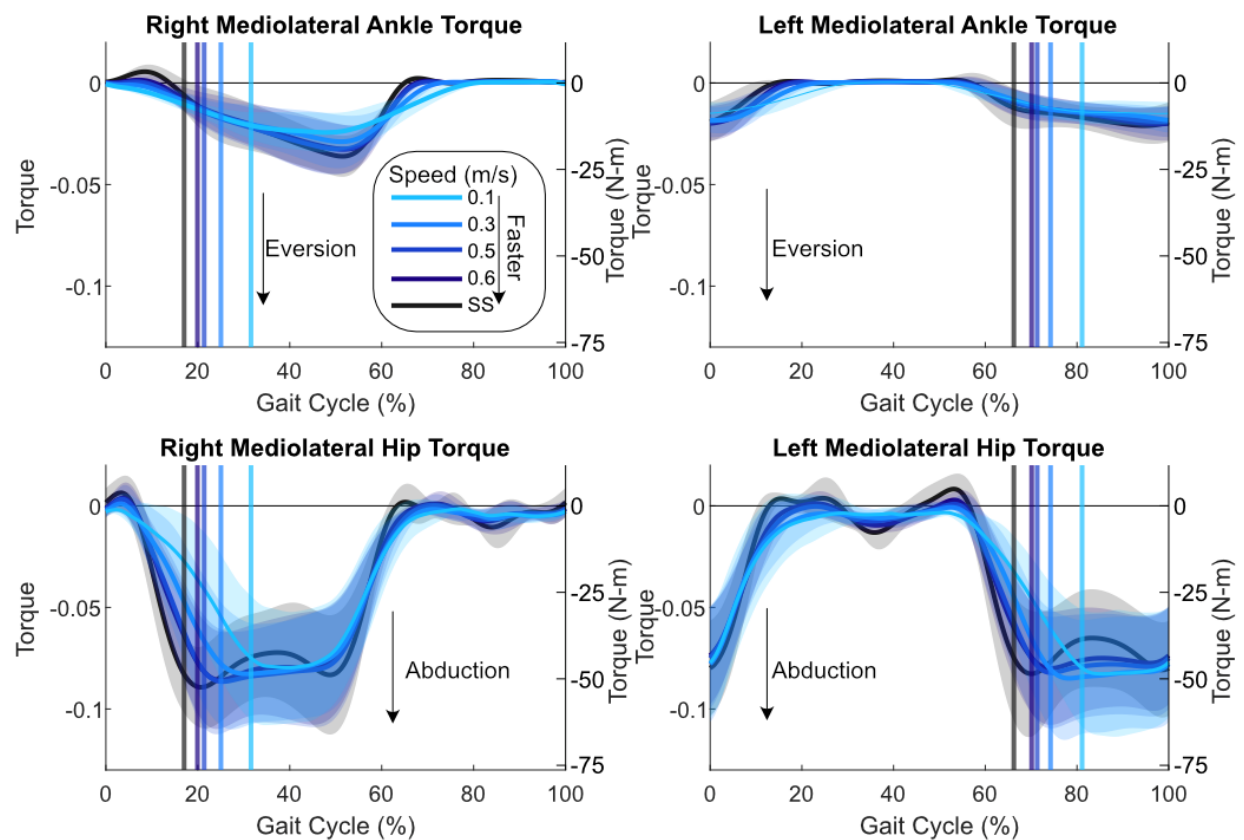 Right Mediolateral Ankle Torque
0
-0.05
-0.1
Torque
0
-25
-50
-75
Torque (N-m)
0 20 40 60 80 100
Gait Cycle (%)
Eversion
Speed (m/s)
0.1
0.3
0.5
0.6
SS
Faster
Left Mediolateral Ankle Torque
0
-0.05
-0.1
Torque
0
-25
-50
-75
Torque (N-m)
0 20 40 60 80 100
Gait Cycle (%)
Eversion
Right Mediolateral Hip Torque
0
-0.05
-0.1
Torque
0
-25
-50
-75
Torque (N-m)
0 20 40 60 80 100
Gait Cycle (%)
Abduction
Left Mediolateral Hip Torque
0
-0.05
-0.1
Torque
0
-25
-50
-75
Torque (N-m)
0 20 40 60 80 100
Gait Cycle (%)
Abduction